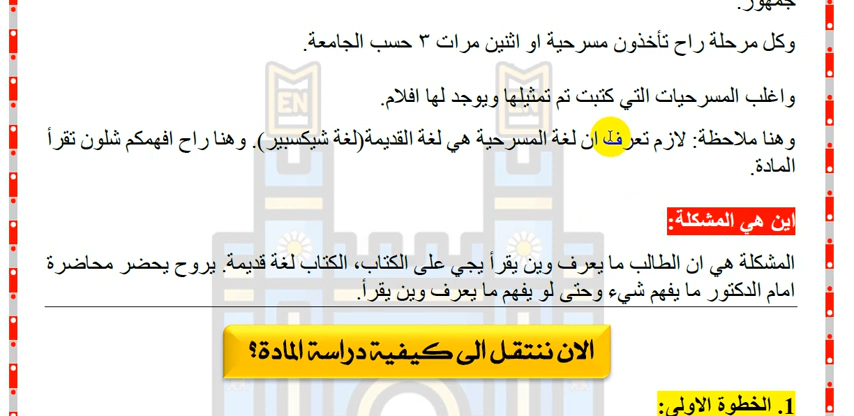 جمهور.
وكل مرحلة راح تأخذون مسرحية او اثنين مرات ٣ حسب الجامعة.
واغلب المسرحيات التي كتبت تم تمثيلها ويوجد لها افلام.
وهنا ملاحظة: لازم تعرف ان لغة المسرحية هي لغة القديمة(لغة شيكسبير). وهنا راح افهمكم شلون تقرأ
المادة.
اين هي المشكلة:
المشكلة هي ان الطالب ما يعرف وين يقرأ يجي على الكتاب، الكتاب لغة قديمة. يروح يحضر محاضرة
امام الدكتور ما يفهم شيء وحتى لو يفهم ما يعرف وين يقرأ.
الان ننتقل الى كيفية دراسة المادة؟
1. الخطوة الاولى:
EN
EN